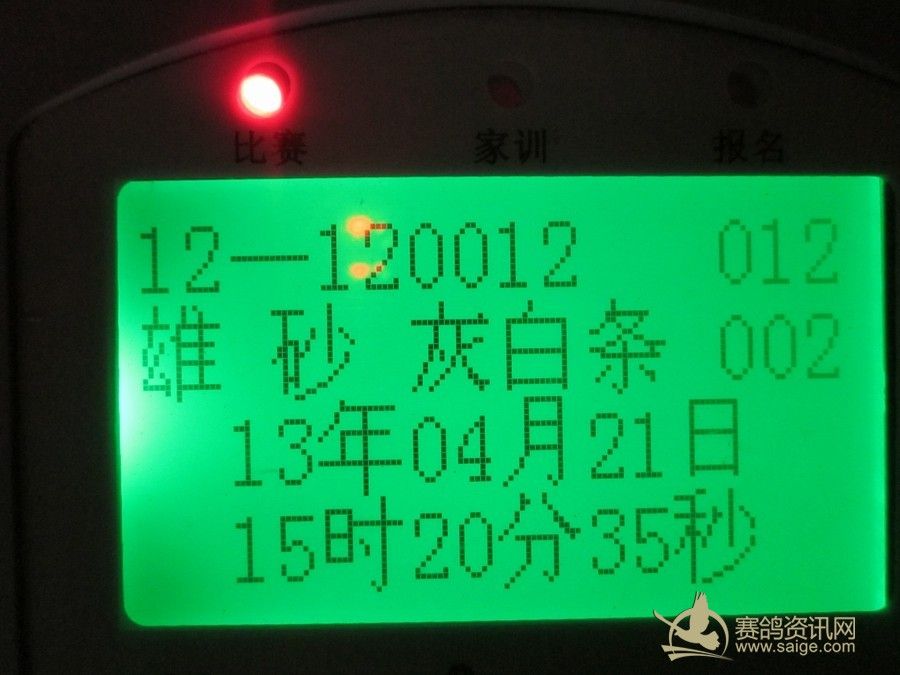 比赛 家训 报名
12—120012 012
雄 砂 灰白条 002
13年04月21日
15时20分35秒
赛鸽资讯网
www.saige.com